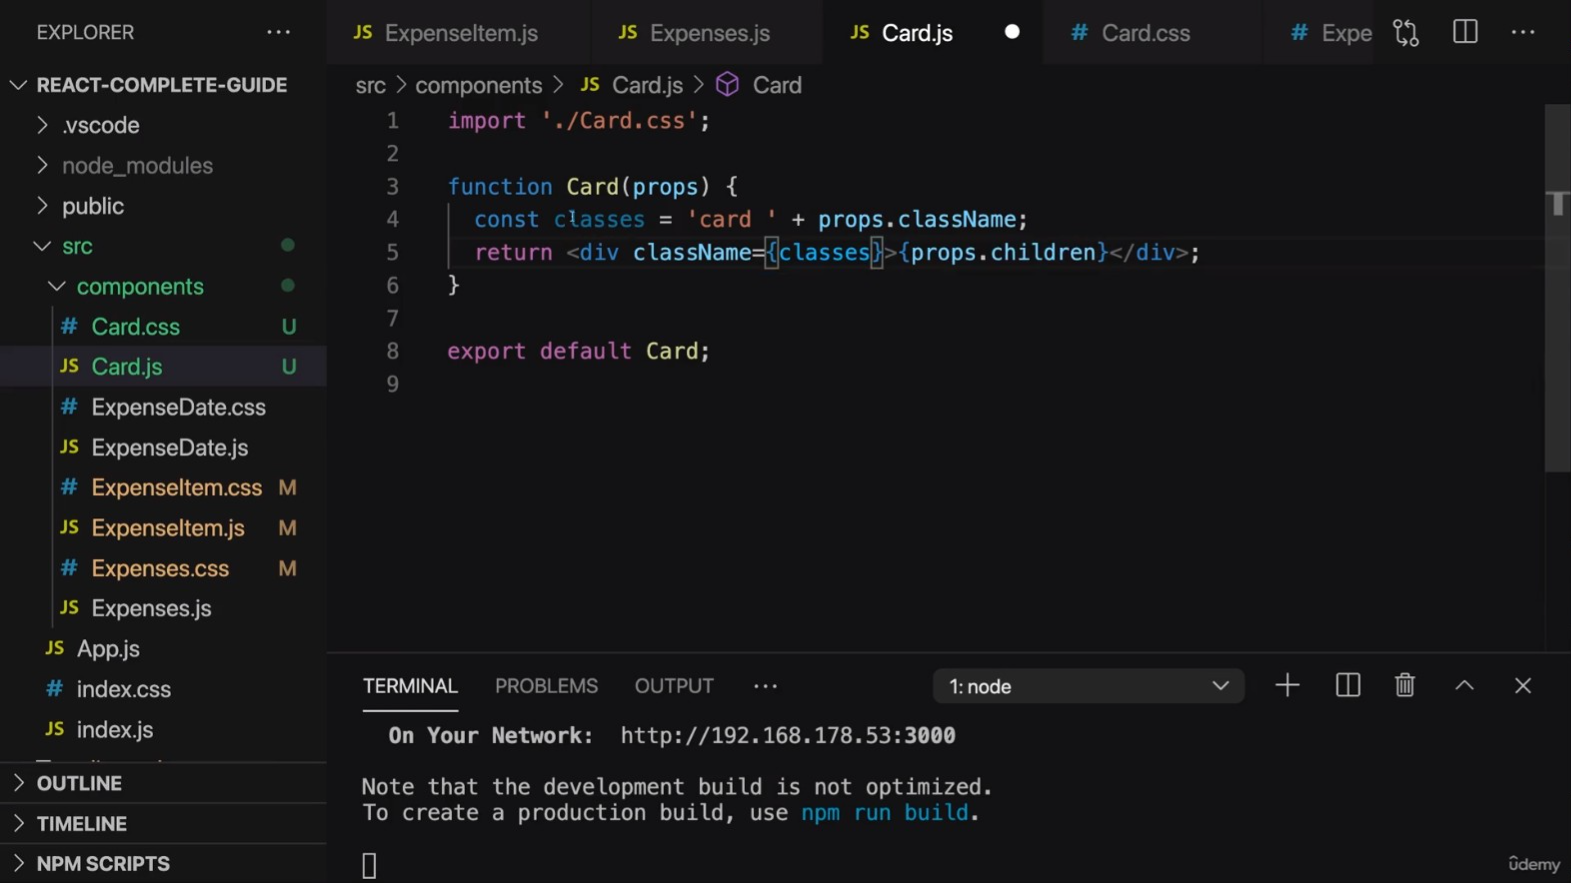 EXPLORER ...
REACT-COMPLETE-GUIDE
.vscode
node_modules
public
src
components
# Card.css U
JS Card.js U
# ExpenseDate.css
JS ExpenseDate.js
# ExpenseItem.css M
JS ExpenseItem.js M
# Expenses.css M
JS Expenses.js
JS App.js
# index.css
JS index.js
OUTLINE
TIMELINE
NPM SCRIPTS
JS ExpenseItem.js JS Expenses.js JS Card.js # Card.css # Expe ...
src > components > JS Card.js > Card
1 import './Card.css';
2
3 function Card(props) {
4 const classes = 'card ' + props.className;
5 return <div className={classes}>{props.children}</div>;
6 }
7
8 export default Card;
9
TERMINAL PROBLEMS OUTPUT ... 1: node
On Your Network: http://192.168.178.53:3000
Note that the development build is not optimized.
To create a production build, use npm run build.
ûdemy